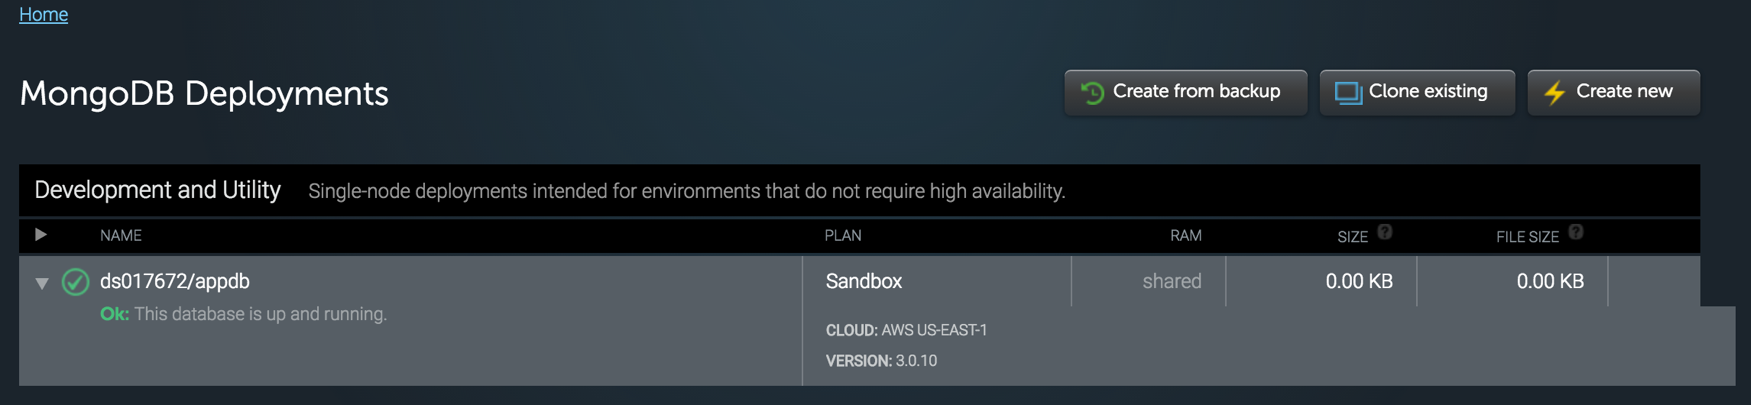 Home
MongoDB Deployments
Create from backup
Clone existing
Create new
Development and Utility Single-node deployments intended for environments that do not require high availability.
NAME PLAN RAM SIZE ? FILE SIZE ?
ds017672/appdb Sandbox shared 0.00 KB 0.00 KB
Ok: This database is up and running.
CLOUD: AWS US-EAST-1
VERSION: 3.0.10